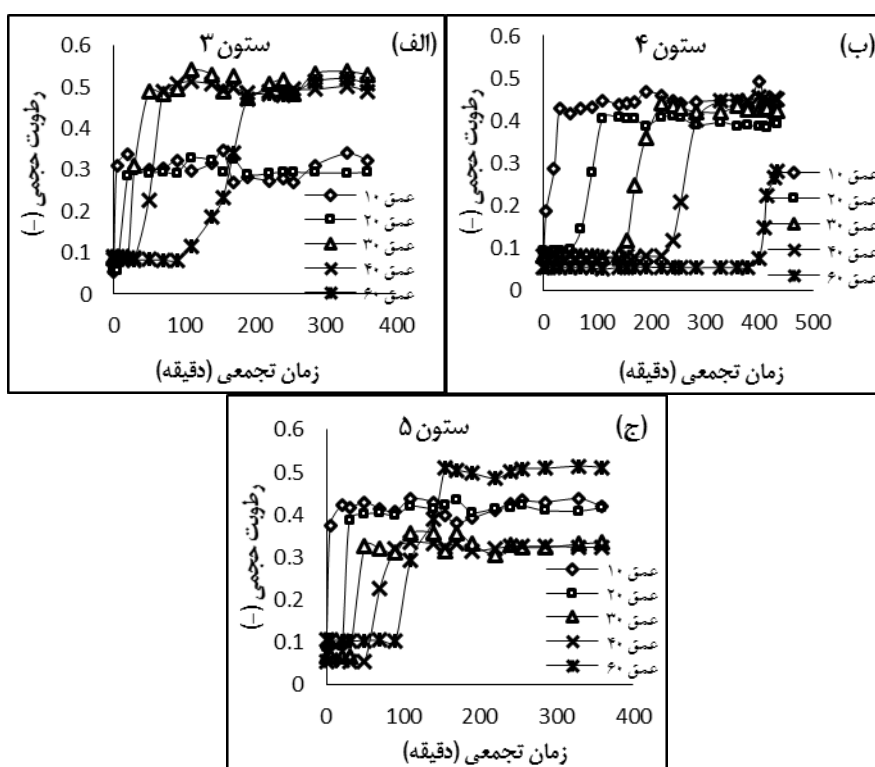 (الف)
ستون ۳
رطوبت حجمی (–)
0.6
0.5
0.4
0.3
0.2
0.1
0
0 100 200 300 400
زمان تجمعی (دقیقه)
عمق ۱۰
عمق ۲۰
عمق ۳۰
عمق ۴۰
عمق ۶۰
(ب)
ستون ۴
رطوبت حجمی (–)
0.6
0.5
0.4
0.3
0.2
0.1
0
0 100 200 300 400 500
زمان تجمعی (دقیقه)
عمق ۱۰
عمق ۲۰
عمق ۳۰
عمق ۴۰
عمق ۶۰
(ج)
ستون ۵
رطوبت حجمی (–)
0.6
0.5
0.4
0.3
0.2
0.1
0
0 100 200 300 400
زمان تجمعی (دقیقه)
عمق ۱۰
عمق ۲۰
عمق ۳۰
عمق ۴۰
عمق ۶۰